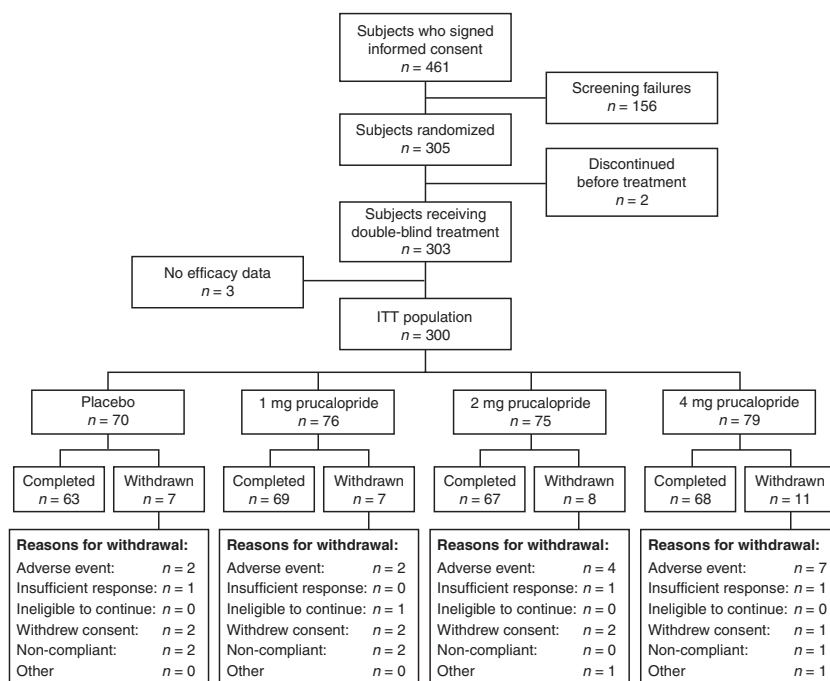 Subjects who signed
informed consent
n = 461
Screening failures
n = 156
Subjects randomized
n = 305
Discontinued
before treatment
n = 2
Subjects receiving
double-blind treatment
n = 303
No efficacy data
n = 3
ITT population
n = 300
Placebo
n = 70
1 mg prucalopride
n = 76
2 mg prucalopride
n = 75
4 mg prucalopride
n = 79
Completed
n = 63
Withdrawn
n = 7
Completed
n = 69
Withdrawn
n = 7
Completed
n = 67
Withdrawn
n = 8
Completed
n = 68
Withdrawn
n = 11
Reasons for withdrawal:
Adverse event: n = 2
Insufficient response: n = 1
Ineligible to continue: n = 0
Withdrew consent: n = 2
Non-compliant: n = 2
Other n = 0
Reasons for withdrawal:
Adverse event: n = 2
Insufficient response: n = 0
Ineligible to continue: n = 1
Withdrew consent: n = 2
Non-compliant: n = 2
Other n = 0
Reasons for withdrawal:
Adverse event: n = 4
Insufficient response: n = 1
Ineligible to continue: n = 0
Withdrew consent: n = 2
Non-compliant: n = 0
Other n = 1
Reasons for withdrawal:
Adverse event: n = 7
Insufficient response: n = 1
Ineligible to continue: n = 0
Withdrew consent: n = 1
Non-compliant: n = 1
Other n = 1